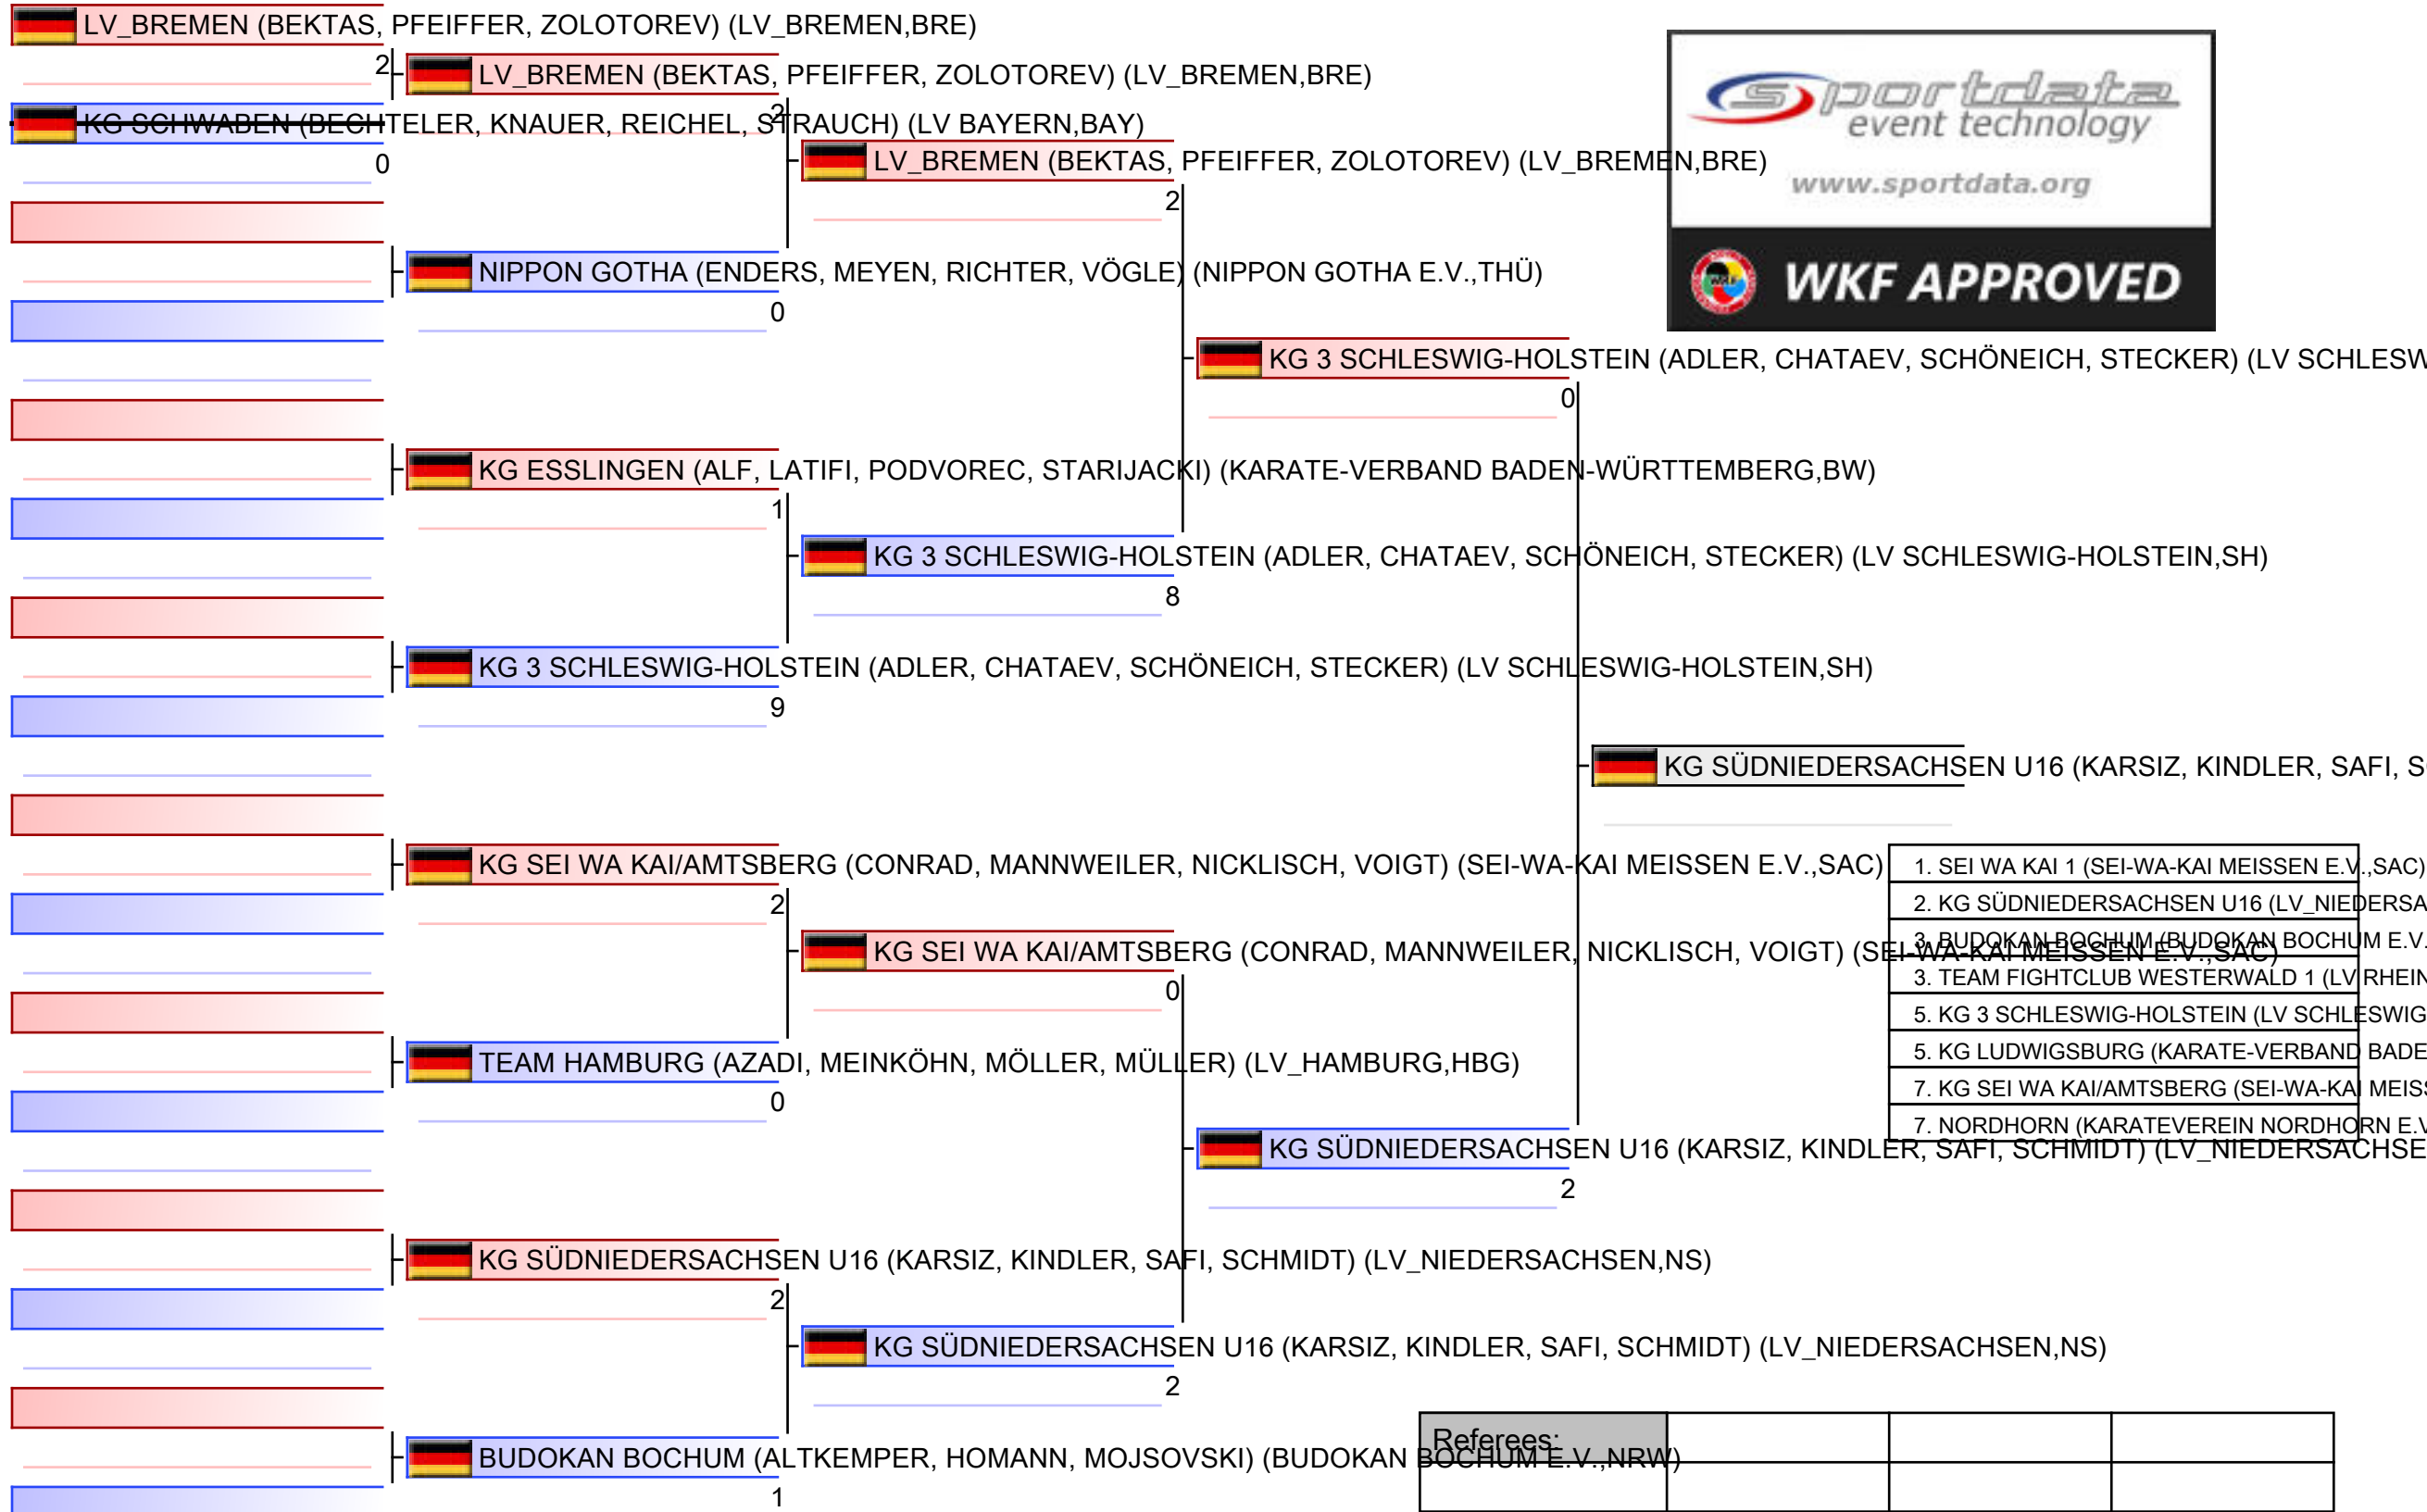 LV_BREMEN (BEKTAS, PFEIFFER, ZOLOTOREV) (LV_BREMEN,BRE)
2
LV_BREMEN (BEKTAS, PFEIFFER, ZOLOTOREV) (LV_BREMEN,BRE)
2
KG SCHWABEN (BECHTELER, KNAUER, REICHEL, STRAUCH) (LV BAYERN,BAY)
0
LV_BREMEN (BEKTAS, PFEIFFER, ZOLOTOREV) (LV_BREMEN,BRE)
2
sportdata
event technology
www.sportdata.org
WKF APPROVED
NIPPON GOTHA (ENDERS, MEYEN, RICHTER, VÖGLE) (NIPPON GOTHA E.V.,THÜ)
0
KG 3 SCHLESWIG-HOLSTEIN (ADLER, CHATAEV, SCHÖNEICH, STECKER) (LV SCHLESW
0
KG ESSLINGEN (ALF, LATIFI, PODVOREC, STARIJACKI) (KARATE-VERBAND BADEN-WÜRTTEMBERG,BW)
1
KG 3 SCHLESWIG-HOLSTEIN (ADLER, CHATAEV, SCHÖNEICH, STECKER) (LV SCHLESWIG-HOLSTEIN,SH)
8
KG 3 SCHLESWIG-HOLSTEIN (ADLER, CHATAEV, SCHÖNEICH, STECKER) (LV SCHLESWIG-HOLSTEIN,SH)
9
KG SÜDNIEDERSACHSEN U16 (KARSIZ, KINDLER, SAFI, S
KG SEI WA KAI/AMTSBERG (CONRAD, MANNWEILER, NICKLISCH, VOIGT) (SEI-WA-KAI MEISSEN E.V.,SAC)
2
KG SEI WA KAI/AMTSBERG (CONRAD, MANNWEILER, NICKLISCH, VOIGT) (SEI-WA-KAI MEISSEN E.V.,SAC)
0
1. SEI WA KAI 1 (SEI-WA-KAI MEISSEN E.V.,SAC)
2. KG SÜDNIEDERSACHSEN U16 (LV_NIEDERSA
3. BUDOKAN BOCHUM (BUDOKAN BOCHUM E.V.
3. TEAM FIGHTCLUB WESTERWALD 1 (LV RHEIN
5. KG 3 SCHLESWIG-HOLSTEIN (LV SCHLESWIG
5. KG LUDWIGSBURG (KARATE-VERBAND BADE
7. KG SEI WA KAI/AMTSBERG (SEI-WA-KAI MEISS
7. NORDHORN (KARATEVEREIN NORDHORN E.V
TEAM HAMBURG (AZADI, MEINKÖHN, MÖLLER, MÜLLER) (LV_HAMBURG,HBG)
0
KG SÜDNIEDERSACHSEN U16 (KARSIZ, KINDLER, SAFI, SCHMIDT) (LV_NIEDERSACHSE
2
KG SÜDNIEDERSACHSEN U16 (KARSIZ, KINDLER, SAFI, SCHMIDT) (LV_NIEDERSACHSEN,NS)
2
KG SÜDNIEDERSACHSEN U16 (KARSIZ, KINDLER, SAFI, SCHMIDT) (LV_NIEDERSACHSEN,NS)
2
BUDOKAN BOCHUM (ALTKEMPER, HOMANN, MOJSOVSKI) (BUDOKAN BOCHUM E.V.,NRW)
1
Referees: